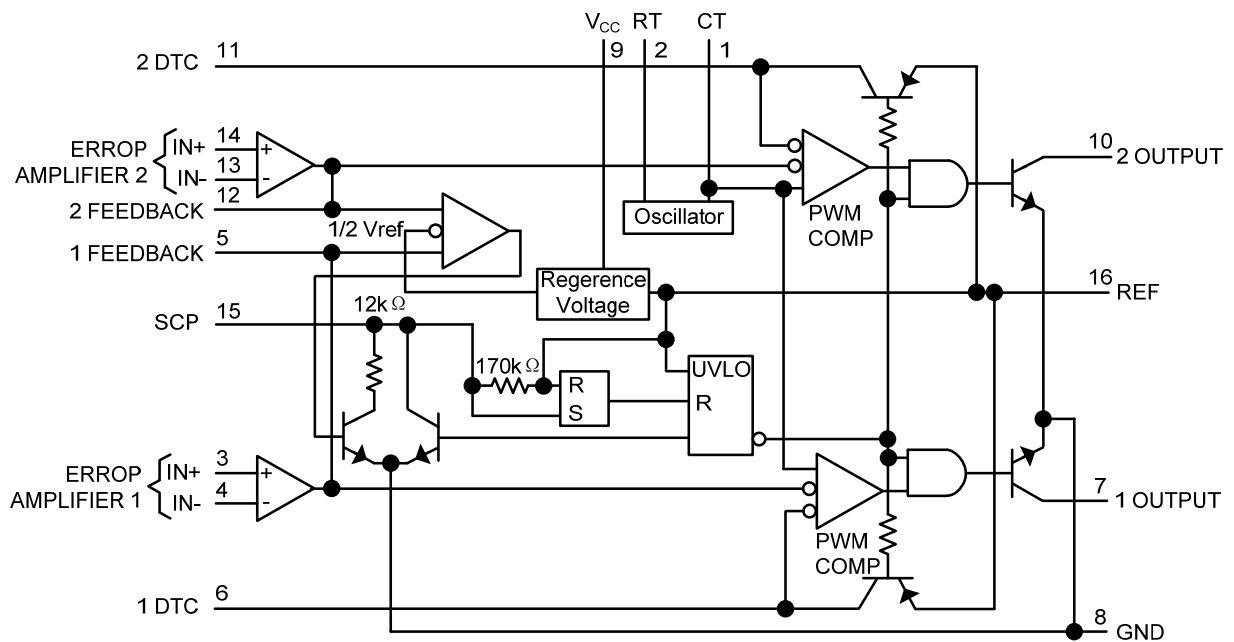 VCC RT CT
9 2 1
2 DTC 11
ERROP
AMPLIFIER 2
IN+ 14
IN- 13
+
-
2 FEEDBACK 12
1/2 Vref
1 FEEDBACK 5
Oscillator
PWM
COMP
10
2 OUTPUT
Regerence
Voltage
16
REF
SCP 15
12k Ω
170k Ω
R
S
UVLO
R
ERROP
AMPLIFIER 1
IN+ 3
IN- 4
+
-
PWM
COMP
7
1 OUTPUT
1 DTC 6
8
GND